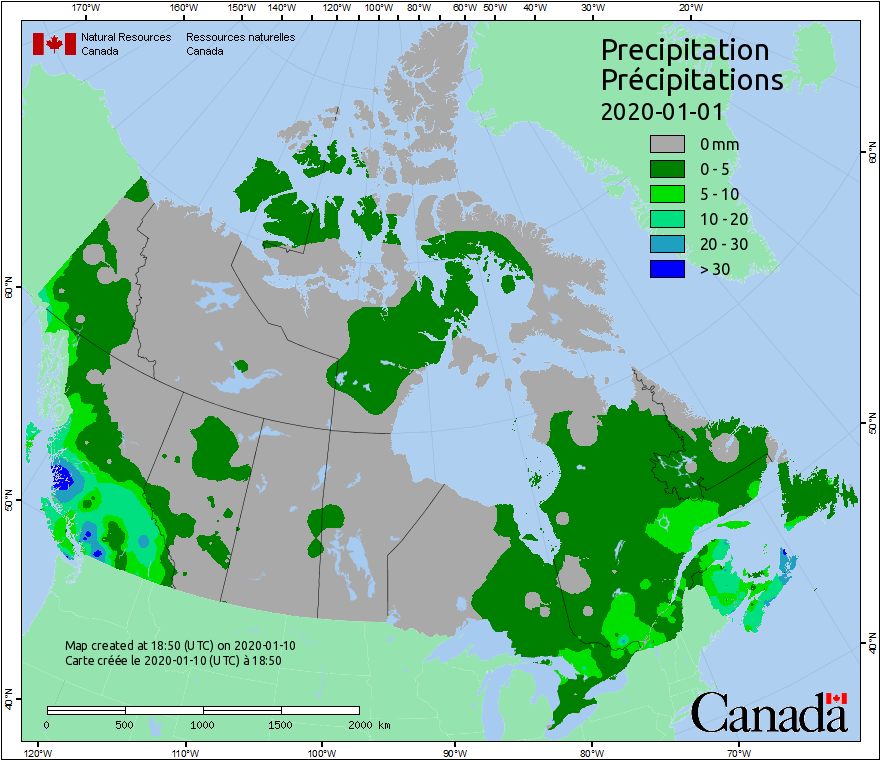 170°W 160°W 150°W 140°W 130°W 120°W 110°W 100°W 90°W 80°W 60°W 50°W 40°W 30°W 20°W
Natural Resources Ressources naturelles
Canada Canada
Precipitation
Précipitations
2020-01-01
0 mm
0 - 5
5 - 10
10 - 20
20 - 30
> 30
60°N
60°N
50°N
50°N
40°N
40°N
Map created at 18:50 (UTC) on 2020-01-10
Carte créée le 2020-01-10 (UTC) à 18:50
0 500 1000 1500 2000 km
Canada
120°W 110°W 100°W 90°W 80°W 70°W